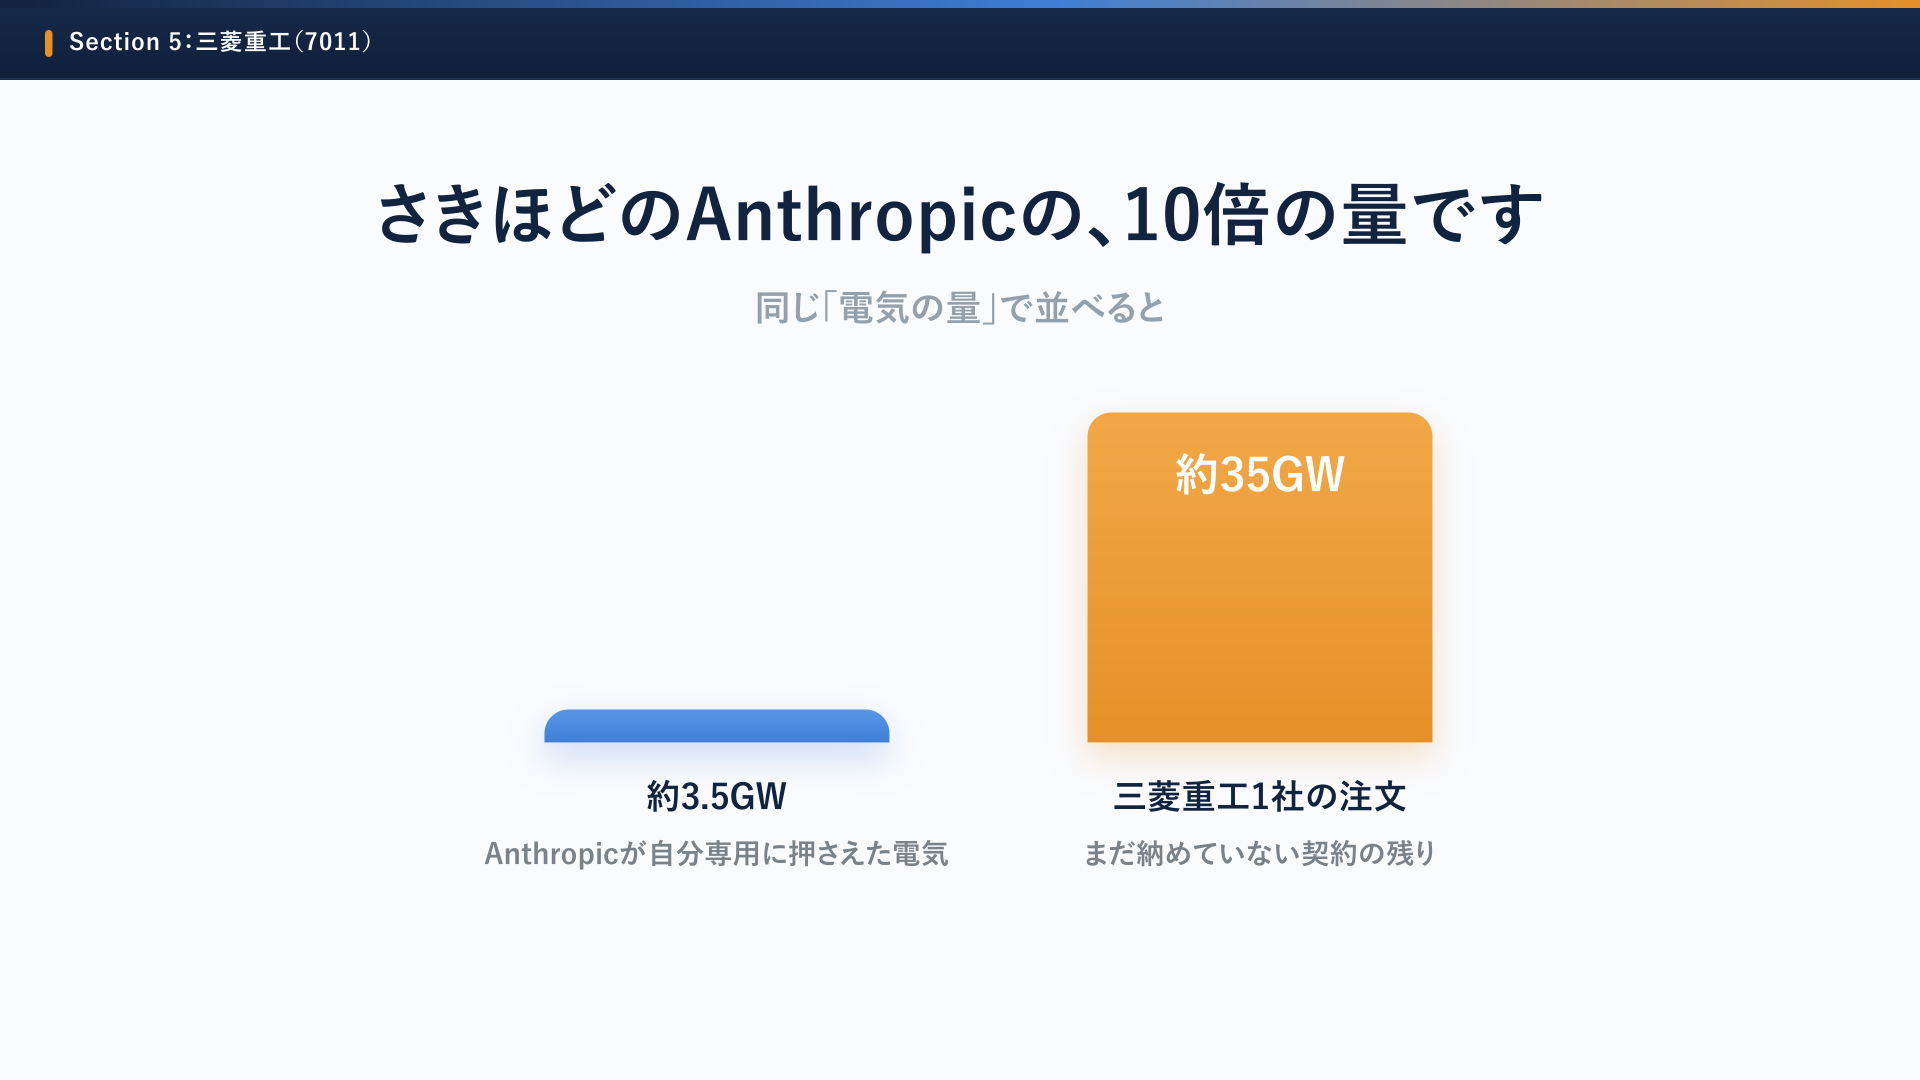 Section 5：三菱重工（7011）
さきほどのAnthropicの、10倍の量です
同じ「電気の量」で並べると
約35GW
約3.5GW
三菱重工1社の注文
Anthropicが自分専用に押さえた電気
まだ納めていない契約の残り